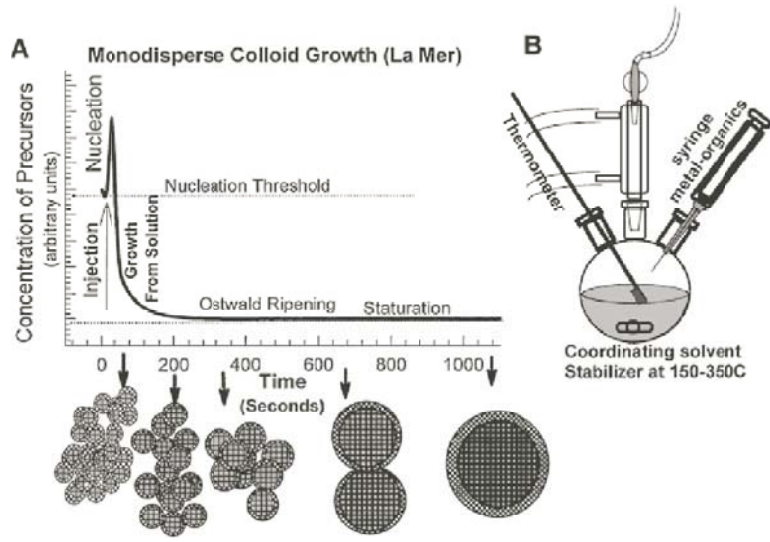 A
Monodisperse Colloid Growth (La Mer)
Concentration of Precursors
(arbitrary units)
Nucleation
Injection
Growth
From Solution
Nucleation Threshold
Ostwald Ripening
Staturation
0
200
400
600
800
1000
Time
(Seconds)
B
Thermometer
syringe
metal-organics
Coordinating solvent
Stabilizer at 150-350C